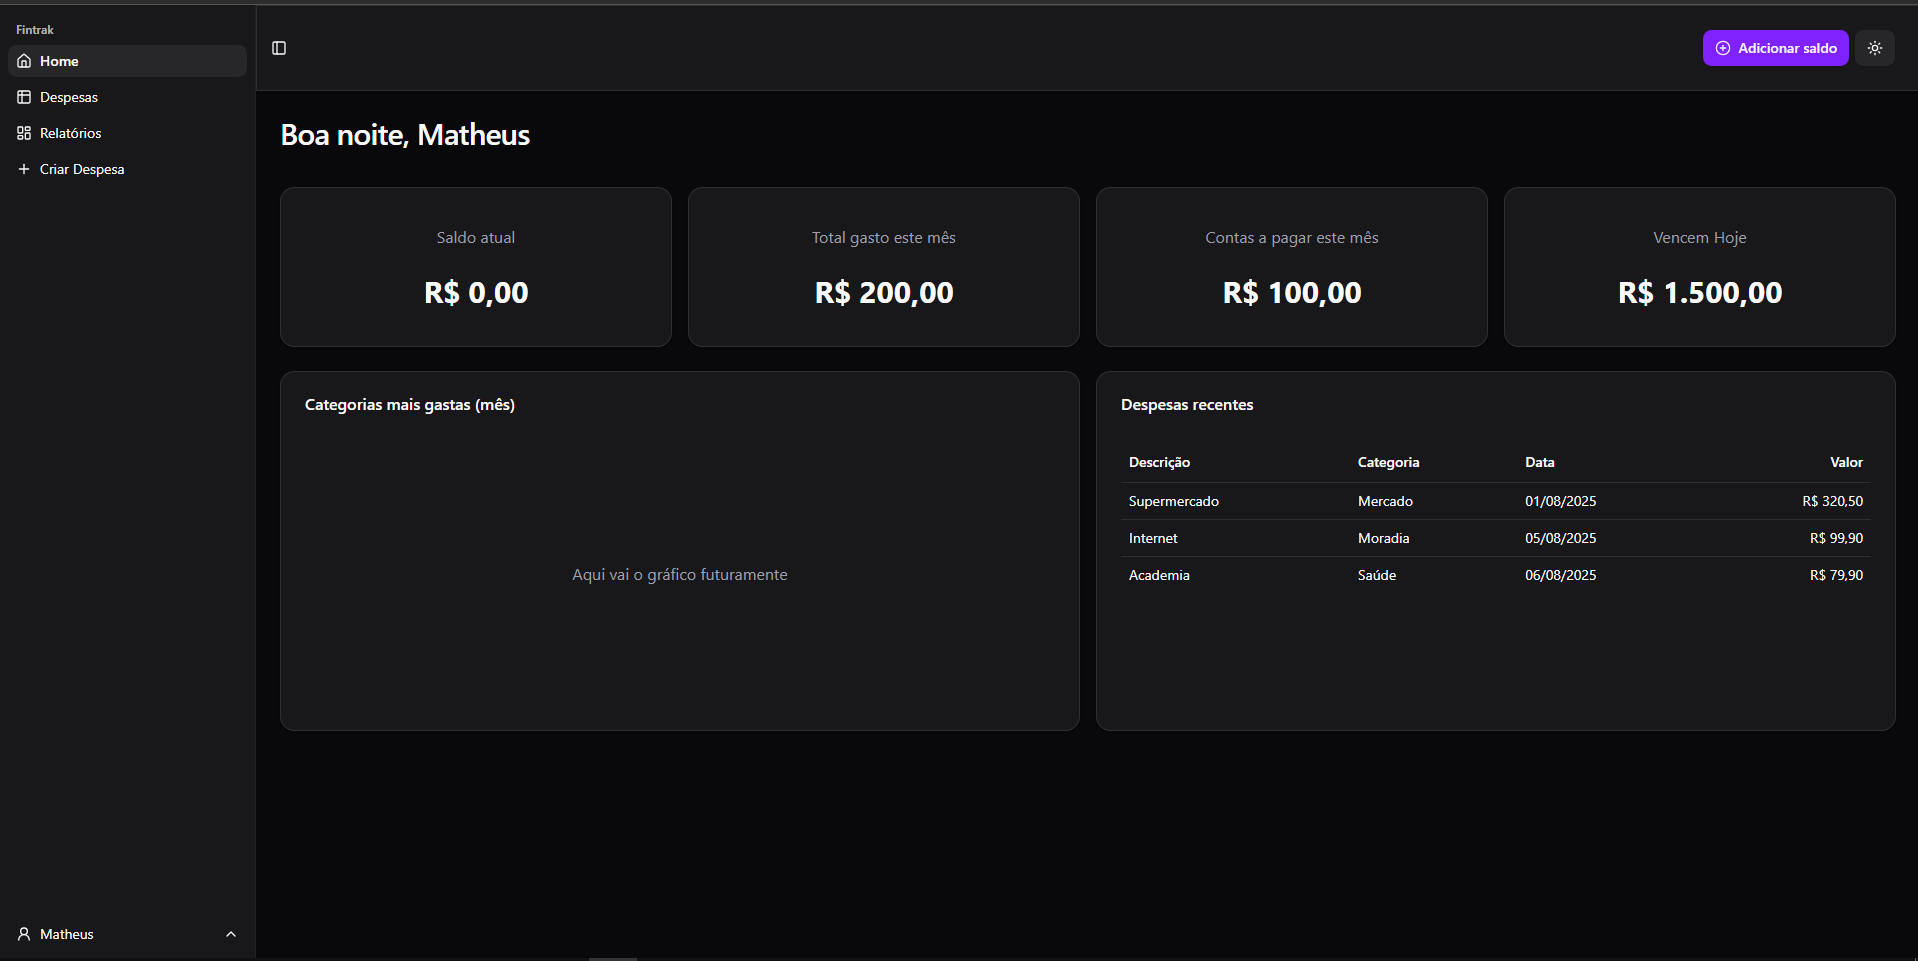 Fintrak
Home
Despesas
Relatórios
Criar Despesa
Adicionar saldo
Boa noite, Matheus
Saldo atual
R$ 0,00
Total gasto este mês
R$ 200,00
Contas a pagar este mês
R$ 100,00
Vencem Hoje
R$ 1.500,00
Categorias mais gastas (mês)
Aqui vai o gráfico futuramente
Despesas recentes
Descrição Categoria Data Valor
Supermercado Mercado 01/08/2025 R$ 320,50
Internet Moradia 05/08/2025 R$ 99,90
Academia Saúde 06/08/2025 R$ 79,90
Matheus